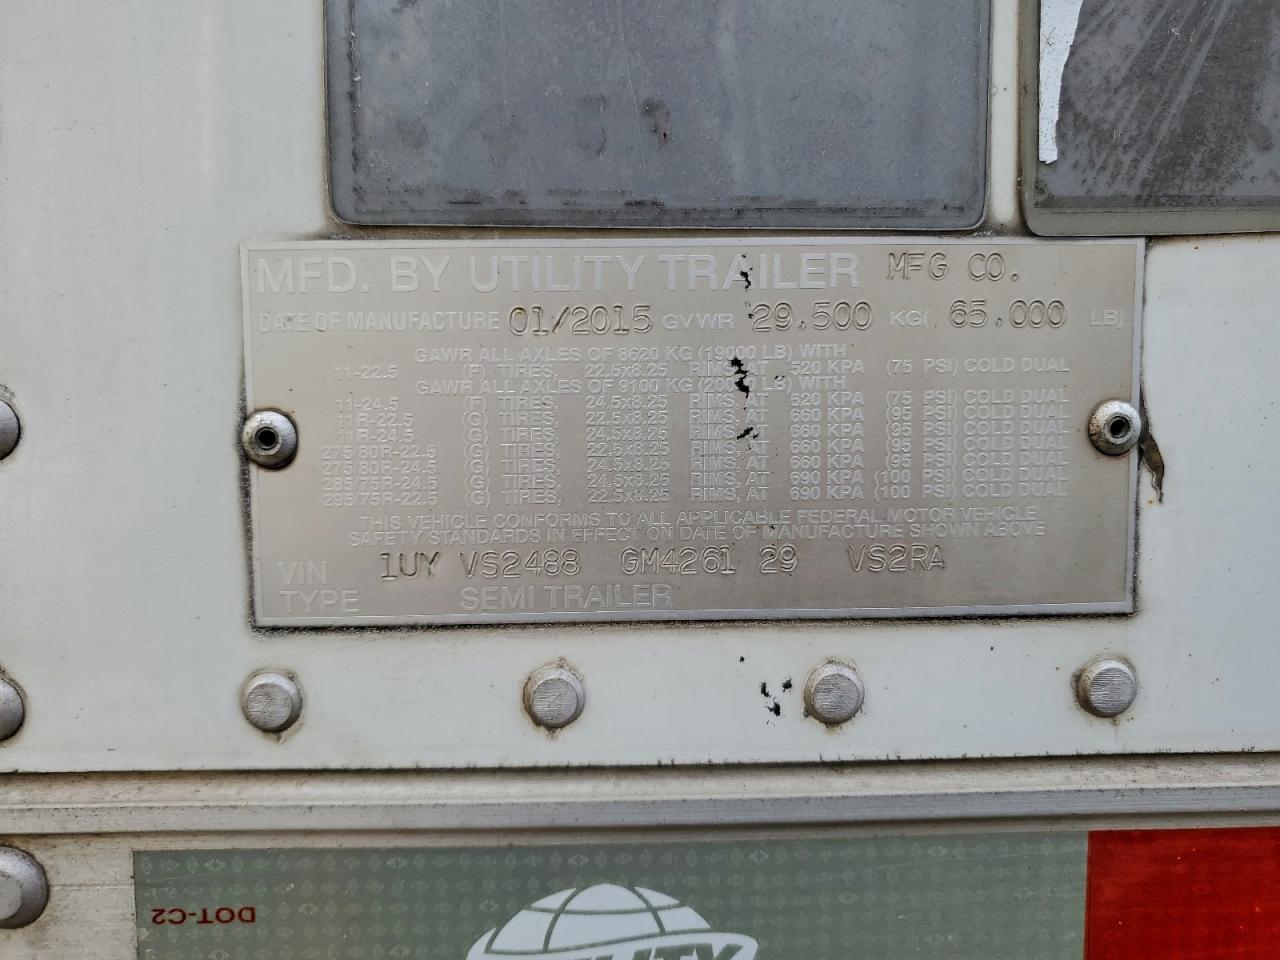 MFD. BY UTILITY TRAILER MFG CO.
DATE OF MANUFACTURE 01/2015 GVWR 29.500 KG( 65.000 LB)
GAWR ALL AXLES OF 8620 KG (19000 LB) WITH
11-22.5 (F) TIRES, 22.5x8.25 RIMS, AT 520 KPA (75 PSI) COLD DUAL
GAWR ALL AXLES OF 9100 KG (20000 LB) WITH
11-24.5 (F) TIRES, 24.5x8.25 RIMS, AT 520 KPA (75 PSI) COLD DUAL
11R-22.5 (G) TIRES, 22.5x8.25 RIMS, AT 660 KPA (95 PSI) COLD DUAL
11R-24.5 (G) TIRES, 24.5x8.25 RIMS, AT 660 KPA (95 PSI) COLD DUAL
275/80R-22.5 (G) TIRES, 22.5x8.25 RIMS, AT 660 KPA (95 PSI) COLD DUAL
275/80R-24.5 (G) TIRES, 24.5x8.25 RIMS, AT 660 KPA (95 PSI) COLD DUAL
285/75R-24.5 (G) TIRES, 24.5x8.25 RIMS, AT 690 KPA (100 PSI) COLD DUAL
295/75R-22.5 (G) TIRES, 22.5x8.25 RIMS, AT 690 KPA (100 PSI) COLD DUAL
THIS VEHICLE CONFORMS TO ALL APPLICABLE FEDERAL MOTOR VEHICLE
SAFETY STANDARDS IN EFFECT ON DATE OF MANUFACTURE SHOWN ABOVE
VIN 1UY VS2488 GM4261 29 VS2RA
TYPE SEMI TRAILER
DOT-C2
UTILITY